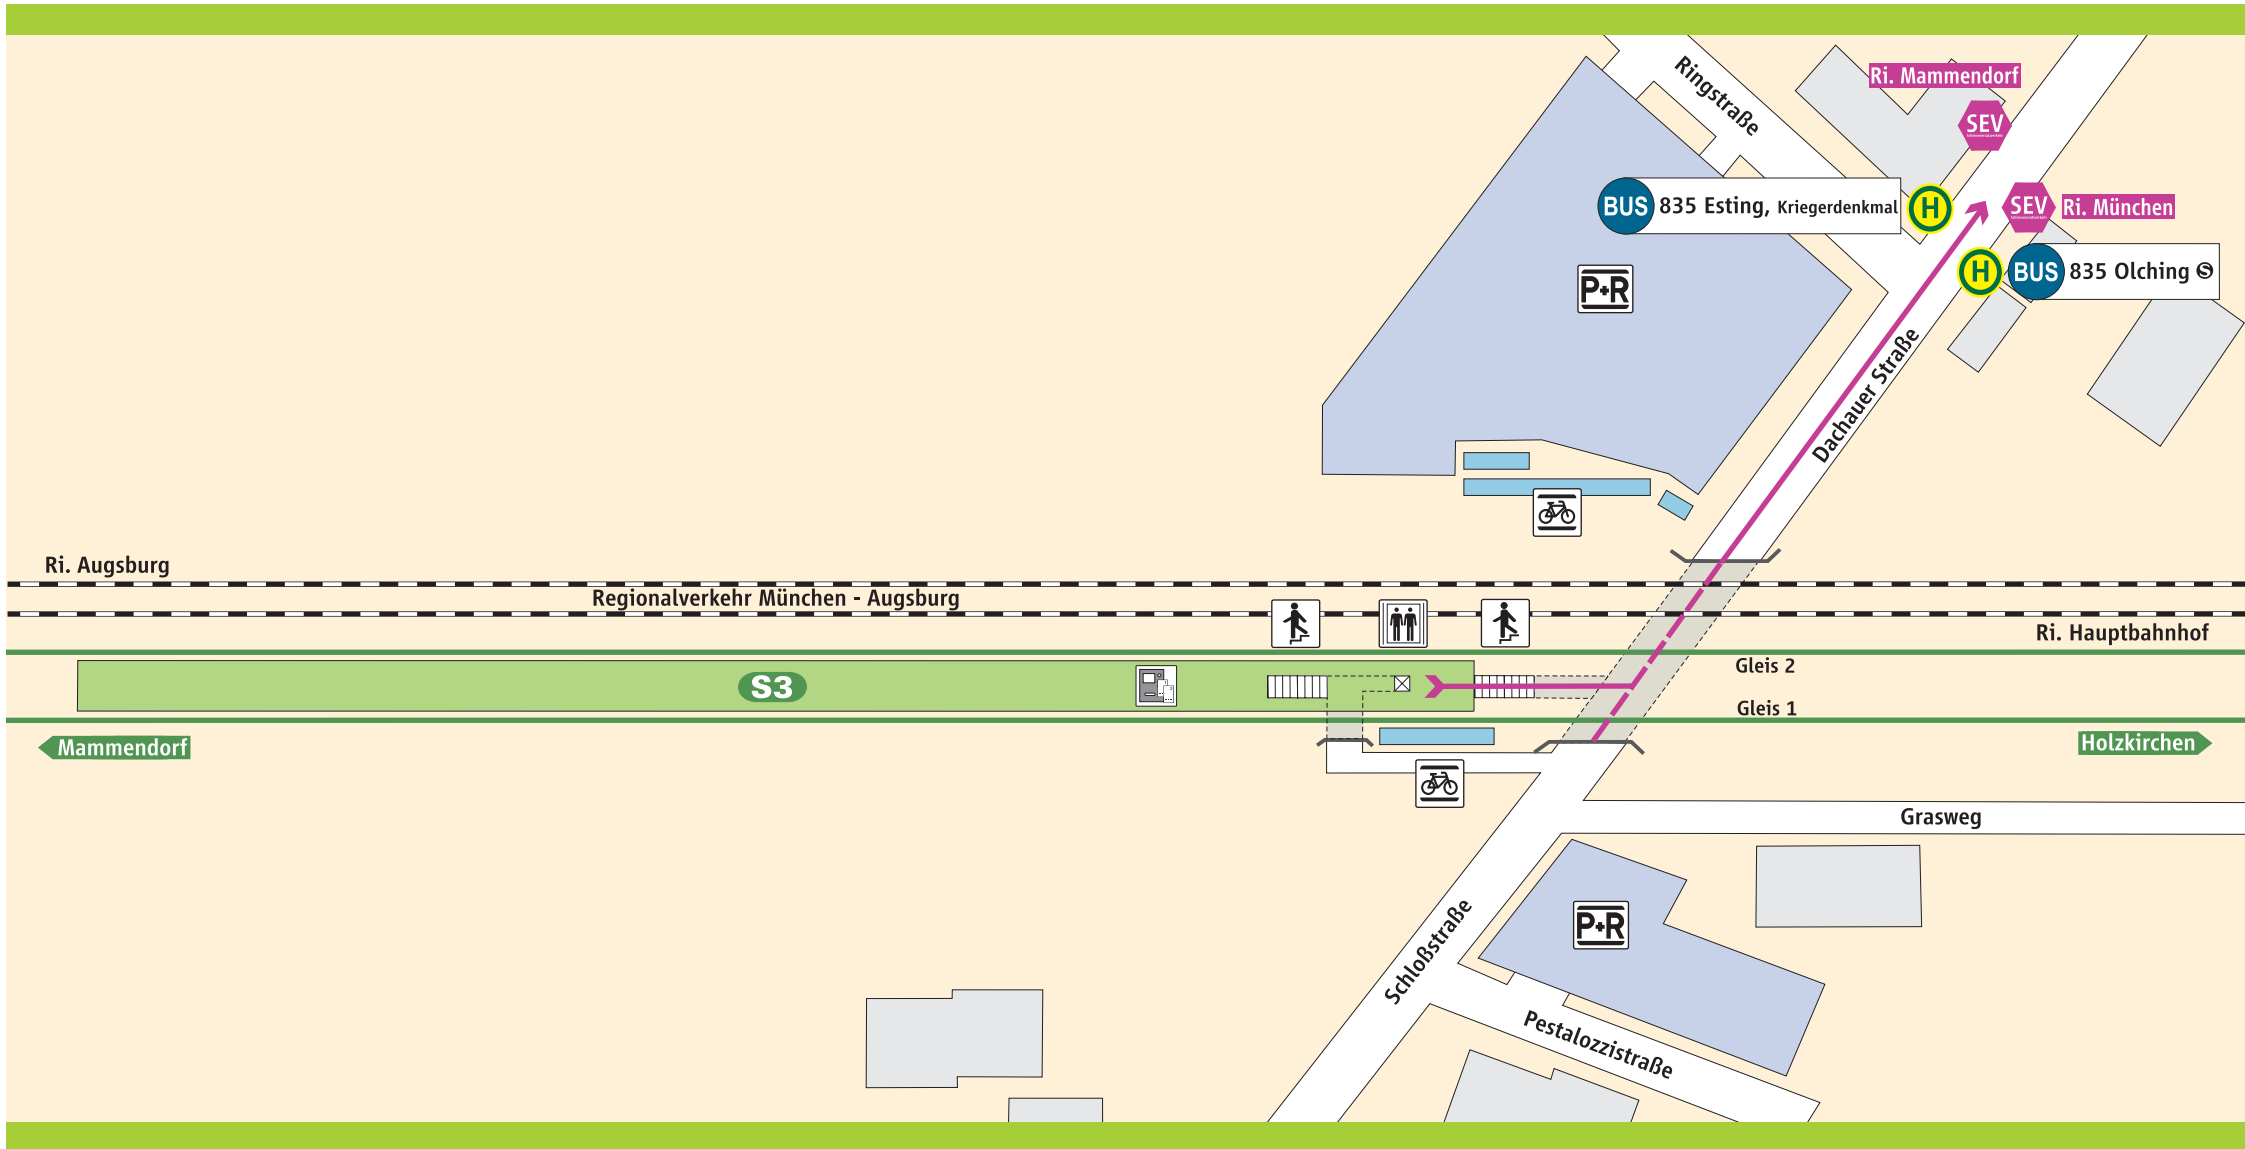 Ringstraße
Ri. Mammendorf
SEV
BUS 835 Esting, Kriegerdenkmal H
SEV Ri. München
H BUS 835 Olching S
P+R
Dachauer Straße
Ri. Augsburg
Regionalverkehr München - Augsburg
Ri. Hauptbahnhof
Gleis 2
S3
Gleis 1
Mammendorf
Holzkirchen
Grasweg
P+R
Schloßstraße
Pestalozzistraße